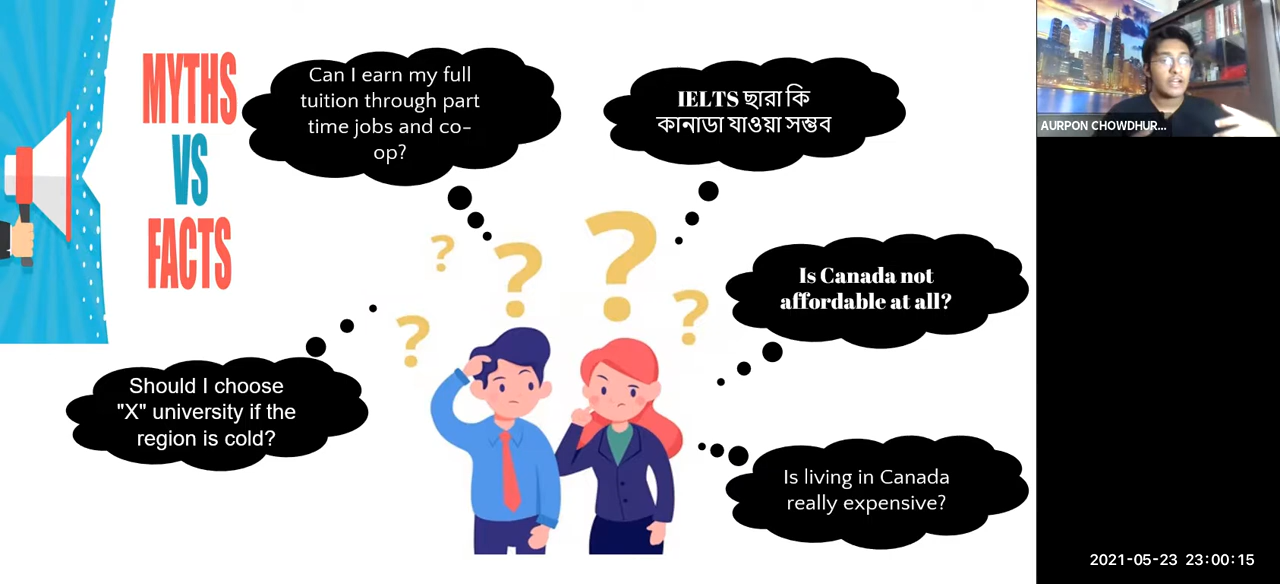 MYTHS
VS
FACTS
Can I earn my full
tuition through part
time jobs and co-
op?
IELTS ছারা কি
কানাডা যাওয়া সম্ভব
Is Canada not
affordable at all?
Should I choose
"X" university if the
region is cold?
Is living in Canada
really expensive?
AURPON CHOWDHUR...
2021-05-23 23:00:15